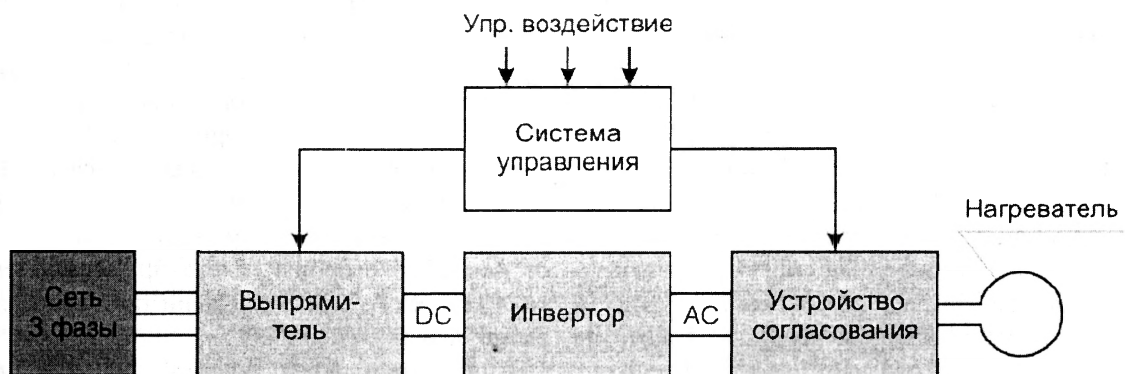 Упр. воздействие
Система
управления
Нагреватель
Сеть
3 фазы
Выпрями-
тель
DC
Инвертор
AC
Устройство
согласования